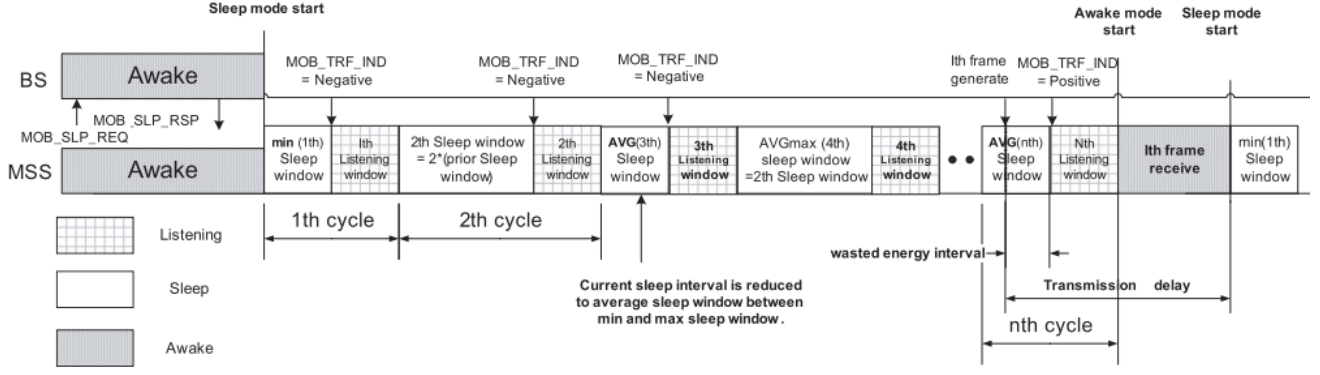 Sleep mode start
Awake mode
start
Sleep mode
start
MOB_TRF_IND
= Negative
MOB_TRF_IND
= Negative
MOB_TRF_IND
= Negative
Ith frame
generate
MOB_TRF_IND
= Positive
BS
Awake
MOB_SLP_RSP
MOB_SLP_REQ
MSS
Awake
min (1th)
Sleep
window
Ith
Listening
window
2th Sleep window
= 2*(prior Sleep
window)
2th
Listening
window
AVG(3th)
Sleep
window
3th
Listening
window
AVGmax (4th)
sleep window
=2th Sleep window
4th
Listening
window
AVG(nth)
Sleep
window
Nth
Listening
window
Ith frame
receive
min(1th)
Sleep
window
1th cycle
2th cycle
Listening
Sleep
Awake
Current sleep interval is reduced
to average sleep window between
min and max sleep window .
wasted energy interval
Transmission delay
nth cycle